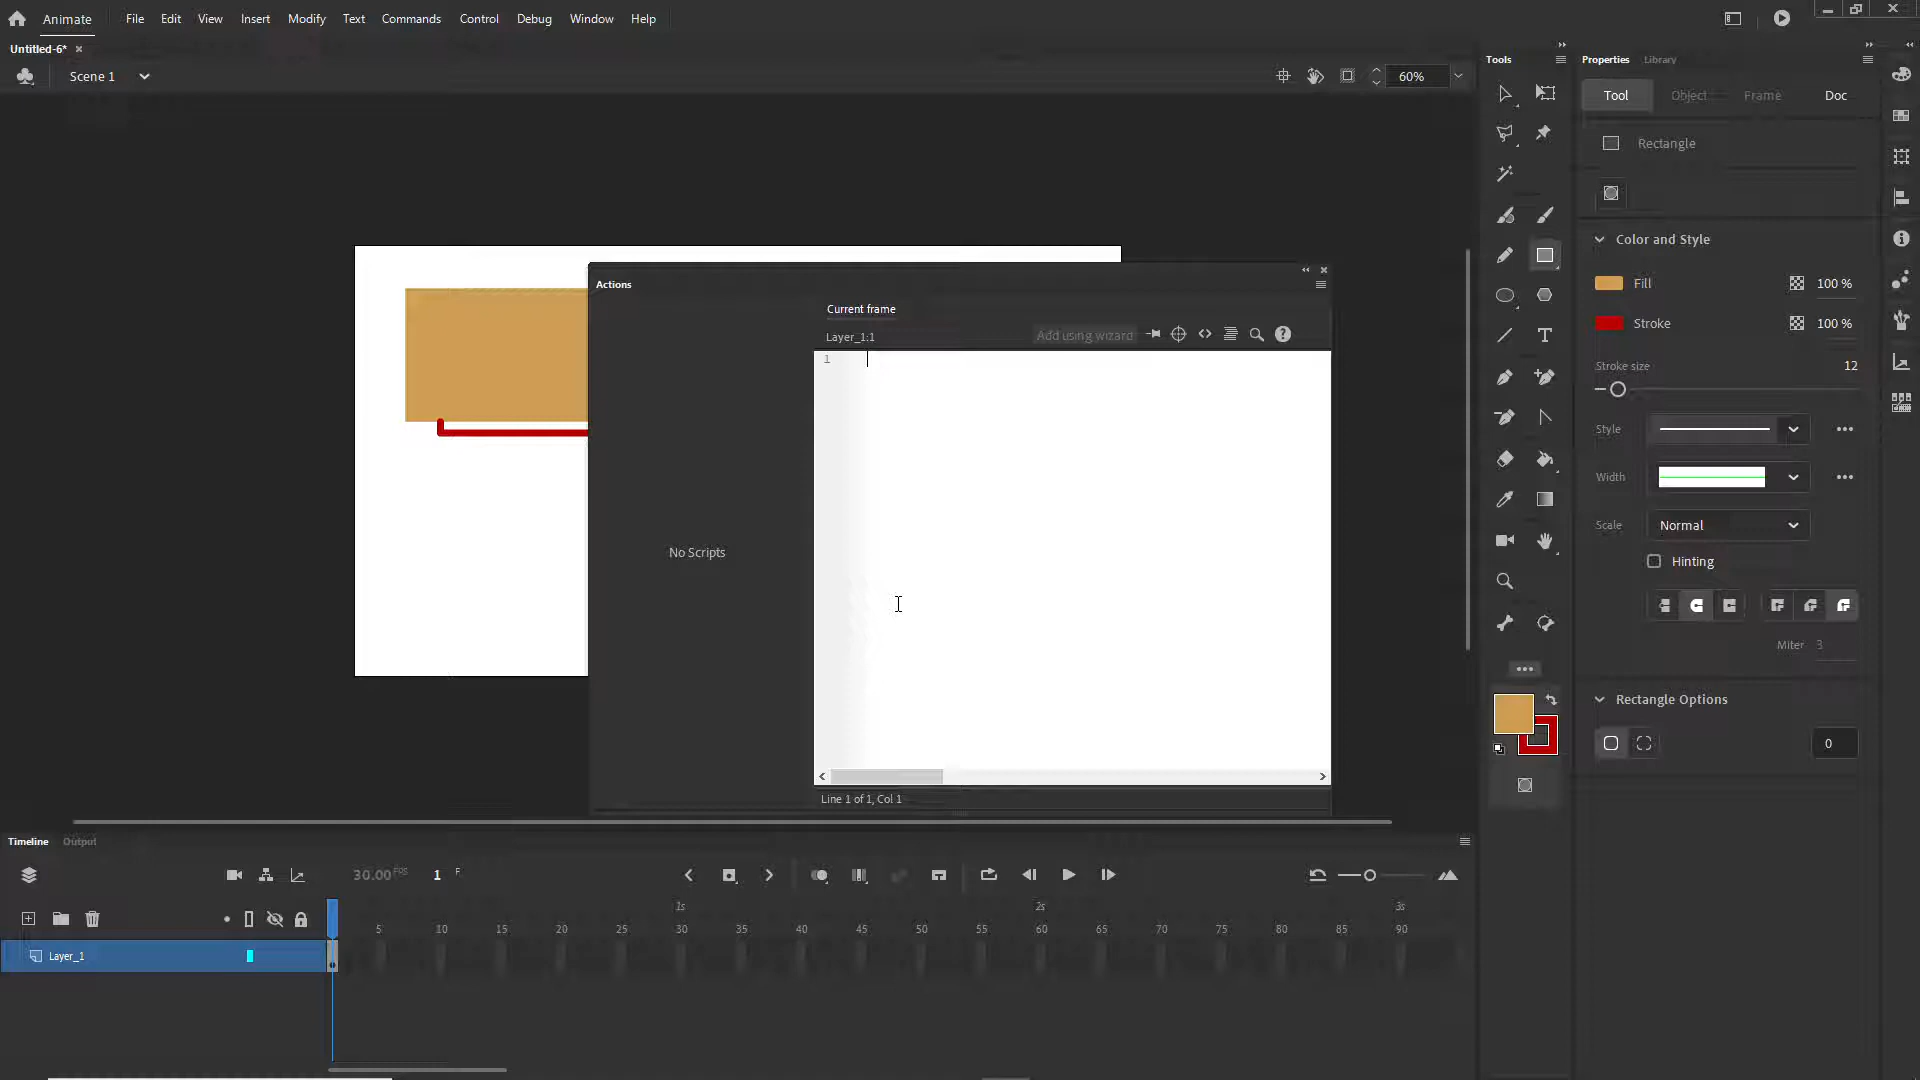 Animate File Edit View Insert Modify Text Commands Control Debug Window Help
Untitled-6*
Scene 1
60%
Tools
Properties Library
Tool Object Frame Doc
Rectangle
Color and Style
Fill 100 %
Stroke 100 %
Stroke size 12
Style
Width
Scale Normal
Hinting
Miter 3
Rectangle Options
0
Actions
Current frame
Layer_1:1 Add using wizard
1
No Scripts
Line 1 of 1, Col 1
Timeline Output
30.00 FPS 1 F
1s 2s 3s
5 10 15 20 25 30 35 40 45 50 55 60 65 70 75 80 85 90
Layer_1